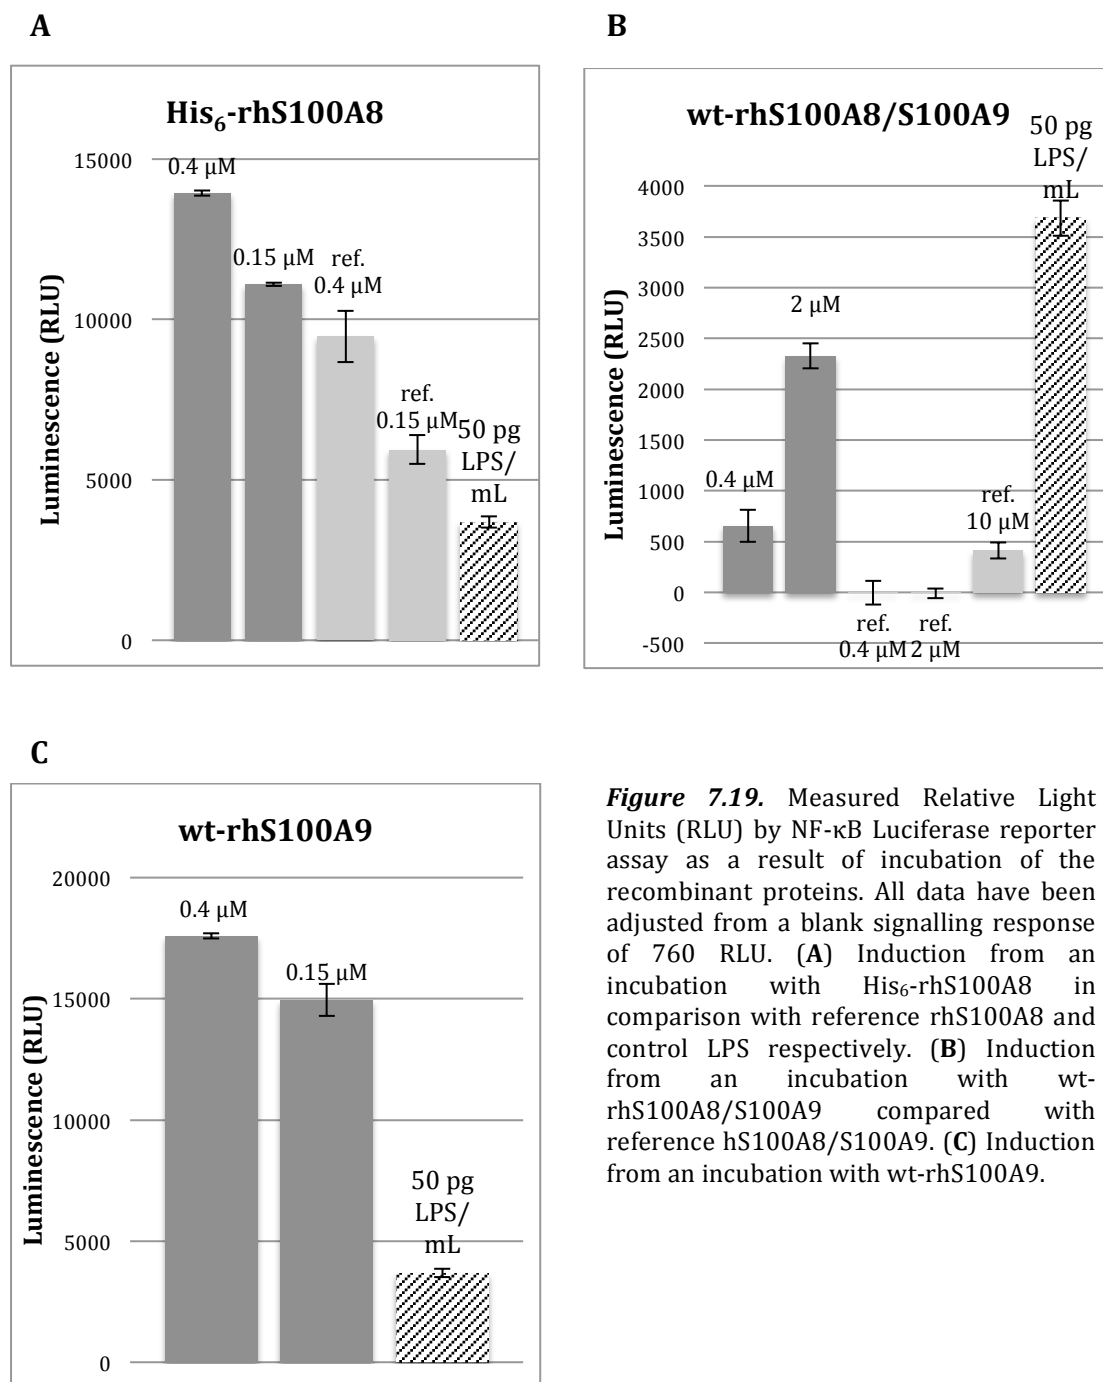 A
His₆-rhS100A8
15000
10000
5000
0
Luminescence (RLU)
0.4 µM
0.15 µM
ref.
0.4 µM
ref.
0.15 µM
50 pg
LPS/
mL
B
wt-rhS100A8/S100A9
4000
3500
3000
2500
2000
1500
1000
500
0
-500
Luminescence (RLU)
0.4 µM
2 µM
ref.
0.4 µM
ref.
2 µM
ref.
10 µM
50 pg
LPS/
mL
C
wt-rhS100A9
20000
15000
10000
5000
0
Luminescence (RLU)
0.4 µM
0.15 µM
50 pg
LPS/
mL
Figure 7.19. Measured Relative Light
Units (RLU) by NF-κB Luciferase reporter
assay as a result of incubation of the
recombinant proteins. All data have been
adjusted from a blank signalling response
of 760 RLU. (A) Induction from an
incubation with His₆-rhS100A8 in
comparison with reference rhS100A8 and
control LPS respectively. (B) Induction
from an incubation with wt-
rhS100A8/S100A9 compared with
reference hS100A8/S100A9. (C) Induction
from an incubation with wt-rhS100A9.